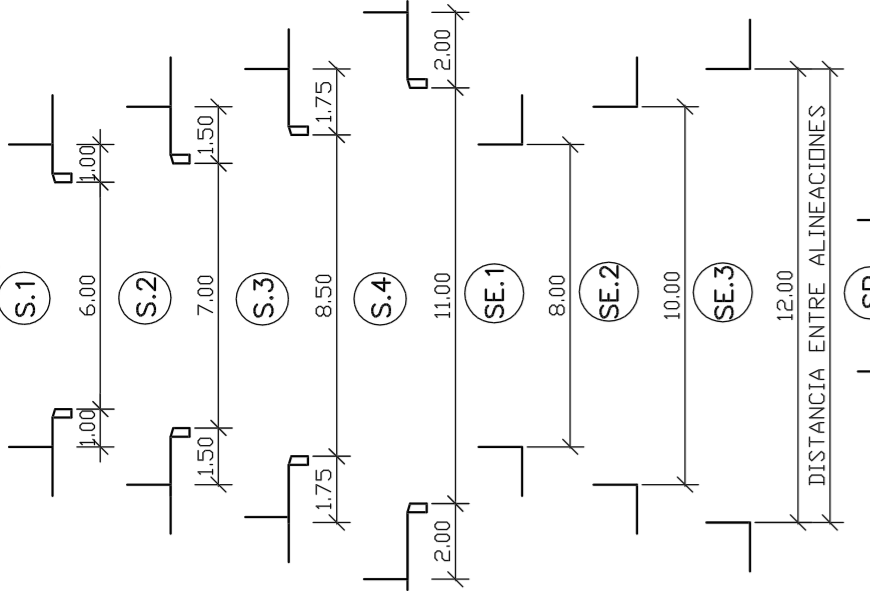 S.1
1.00 6.00 1.00
S.2
1.50 7.00 1.50
S.3
1.75 8.50 1.75
S.4
2.00 11.00 2.00
SE.1
8.00
SE.2
10.00
SE.3
12.00
DISTANCIA ENTRE ALINEACIONES